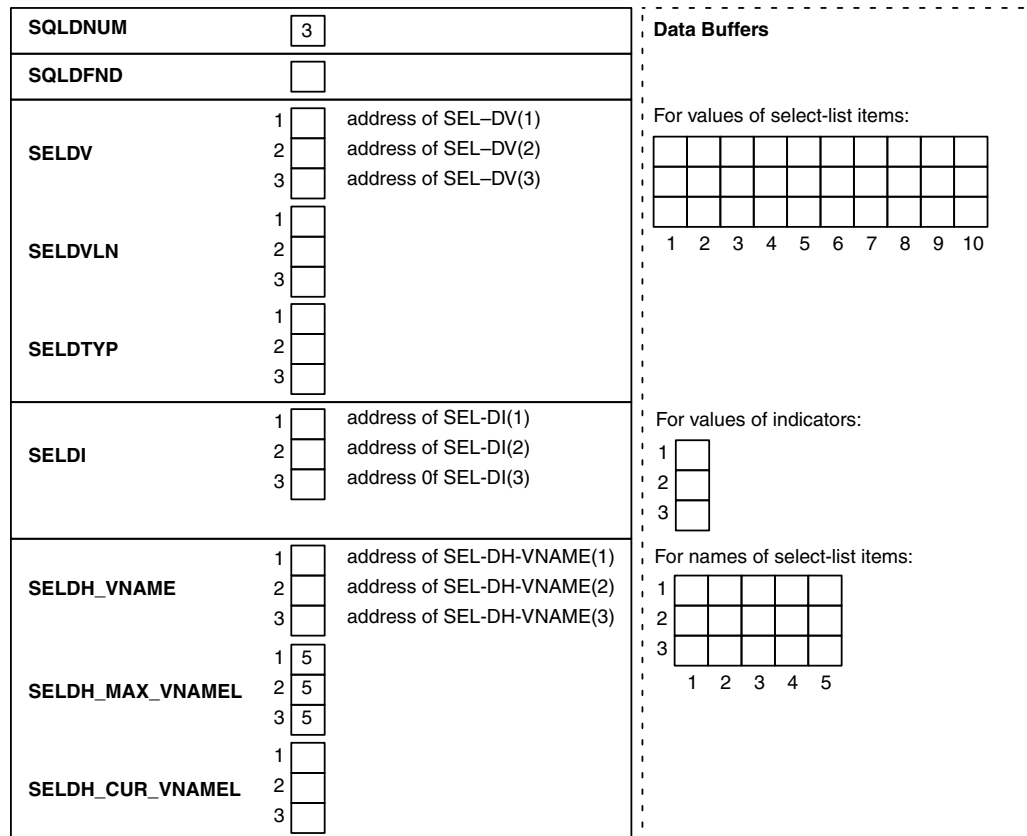 SQLDNUM 3
SQLDFND
SELDV
1 address of SEL–DV(1)
2 address of SEL–DV(2)
3 address of SEL–DV(3)
SELDVLN
1
2
3
SELDTYP
1
2
3
SELDI
1 address of SEL-DI(1)
2 address of SEL-DI(2)
3 address 0f SEL-DI(3)
SELDH_VNAME
1 address of SEL-DH-VNAME(1)
2 address of SEL-DH-VNAME(2)
3 address of SEL-DH-VNAME(3)
SELDH_MAX_VNAMEL
1 5
2 5
3 5
SELDH_CUR_VNAMEL
1
2
3
Data Buffers
For values of select-list items:
1 2 3 4 5 6 7 8 9 10
For values of indicators:
1
2
3
For names of select-list items:
1
2
3
1 2 3 4 5